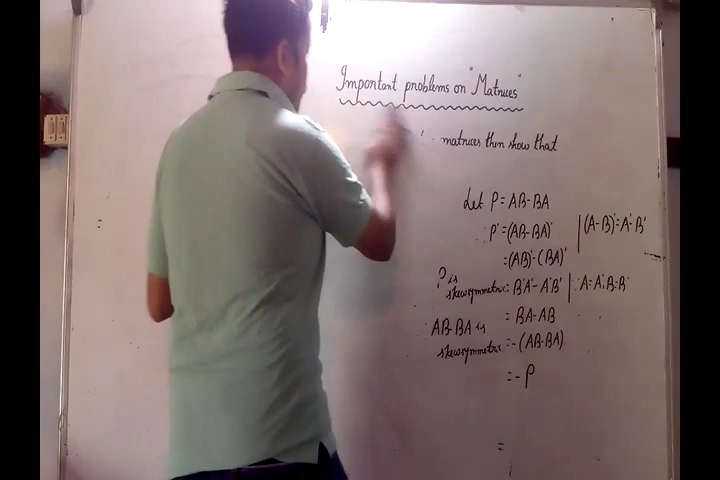 Important problems on "Matrices"
matrices then show that
Let P = AB-BA
∴ P' = (AB-BA)' | (A-B)'=A'-B'
= (AB)'-(BA)'
P is
skewsymmetric = B'A'-A'B' | ∴ A=A', B=B'
= BA-AB
AB-BA is
skewsymmetric = -(AB-BA)
= -P
=